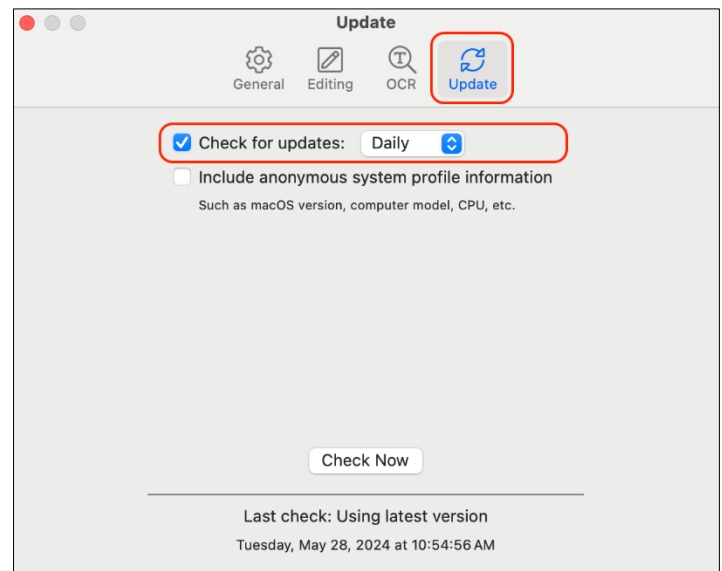 Update
General Editing OCR Update
Check for updates: Daily
Include anonymous system profile information
Such as macOS version, computer model, CPU, etc.
Check Now
Last check: Using latest version
Tuesday, May 28, 2024 at 10:54:56 AM